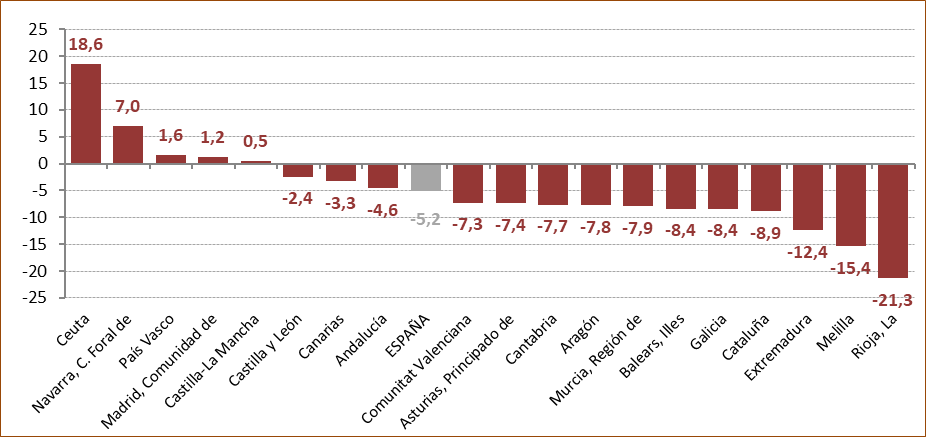 25
20
15
10
5
0
-5
-10
-15
-20
-25
18,6
7,0
1,6
1,2
0,5
-2,4
-3,3
-4,6
-5,2
-7,3
-7,4
-7,7
-7,8
-7,9
-8,4
-8,4
-8,9
-12,4
-15,4
-21,3
Ceuta
Navarra, C. Foral de
País Vasco
Madrid, Comunidad de
Castilla-La Mancha
Castilla y León
Canarias
Andalucía
ESPAÑA
Comunitat Valenciana
Asturias, Principado de
Cantabria
Aragón
Murcia, Región de
Balears, Illes
Galicia
Cataluña
Extremadura
Melilla
Rioja, La